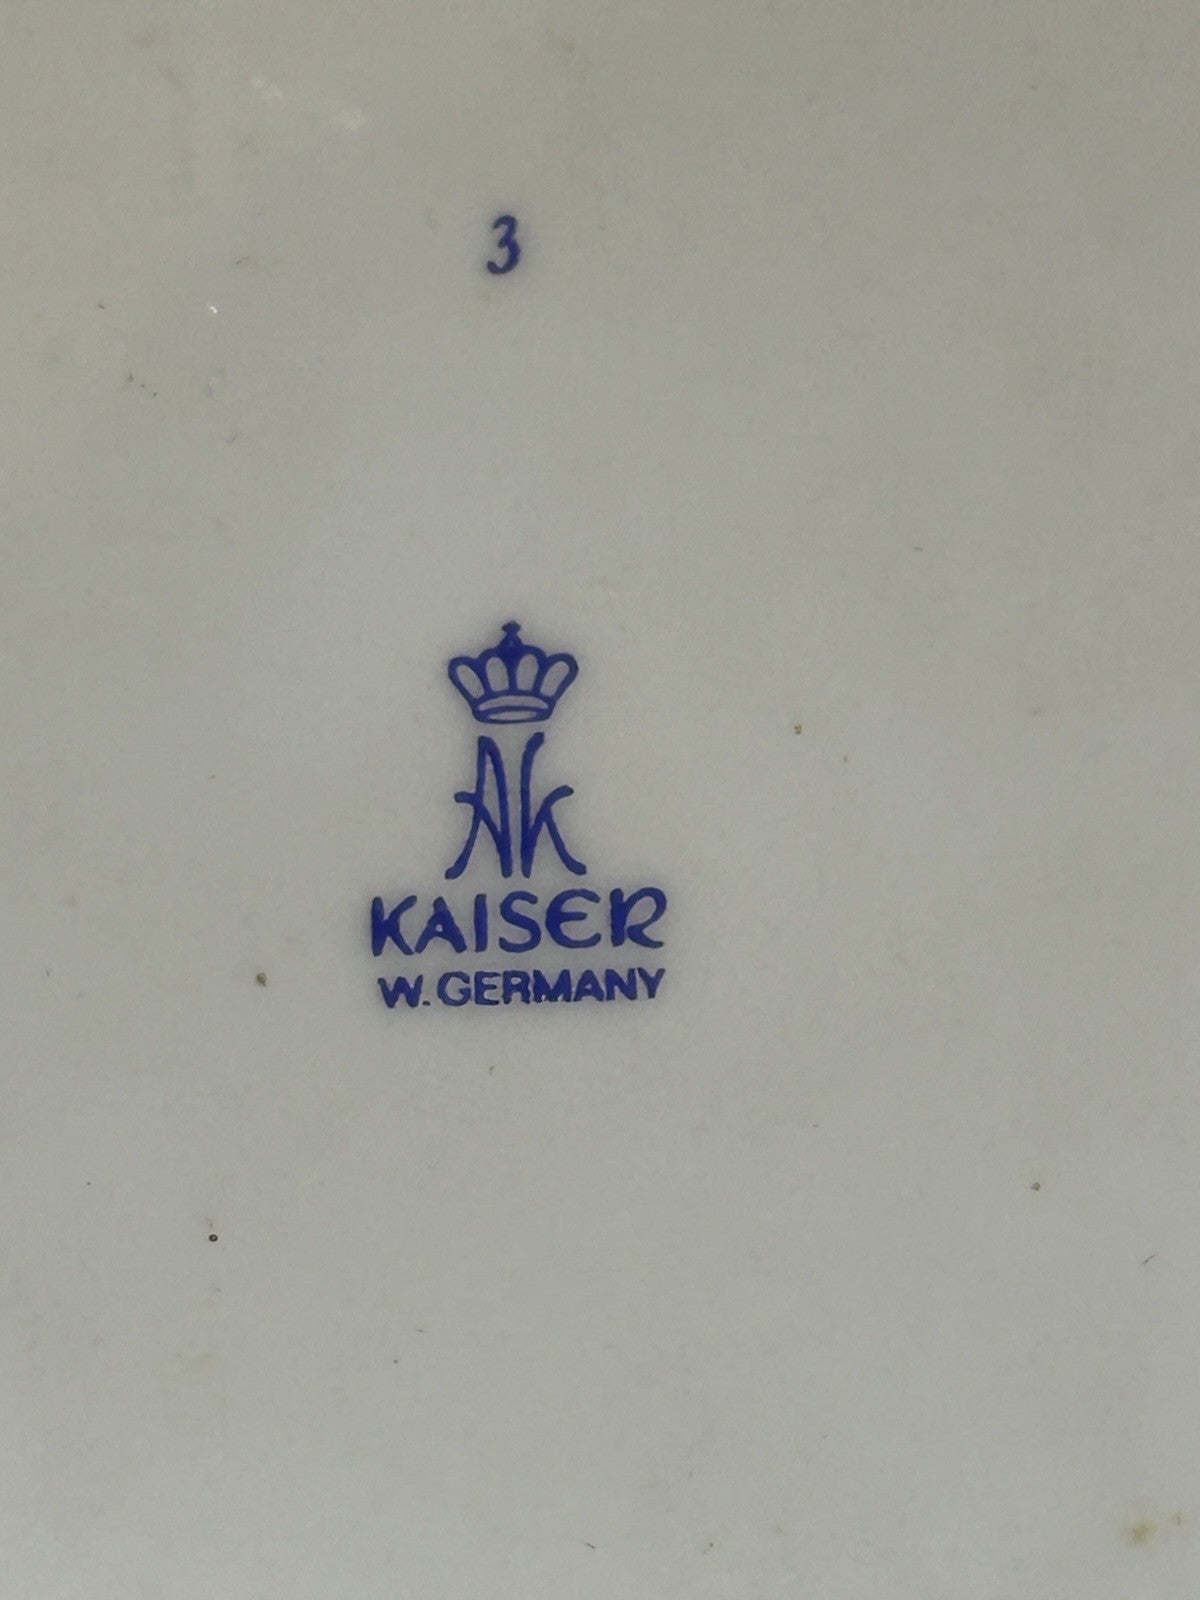 3
AK
KAISER
W. GERMANY